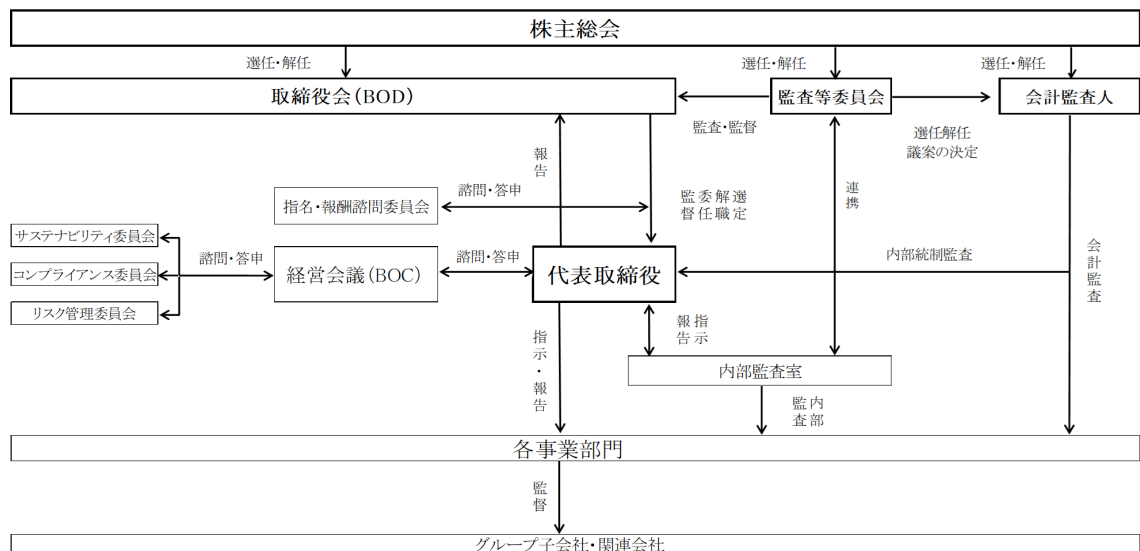 株主総会
選任・解任
選任・解任
選任・解任
取締役会(BOD)
監査等委員会
会計監査人
監査・監督
選任解任
議案の決定
報告
諮問・答申
指名・報酬諮問委員会
選定
解職
委任
監督
連携
サステナビリティ委員会
コンプライアンス委員会
リスク管理委員会
諮問・答申
経営会議(BOC)
諮問・答申
代表取締役
内部統制監査
会計監査
指示
報告
指示・報告
内部監査室
内部
監査
各事業部門
監督
グループ子会社・関連会社